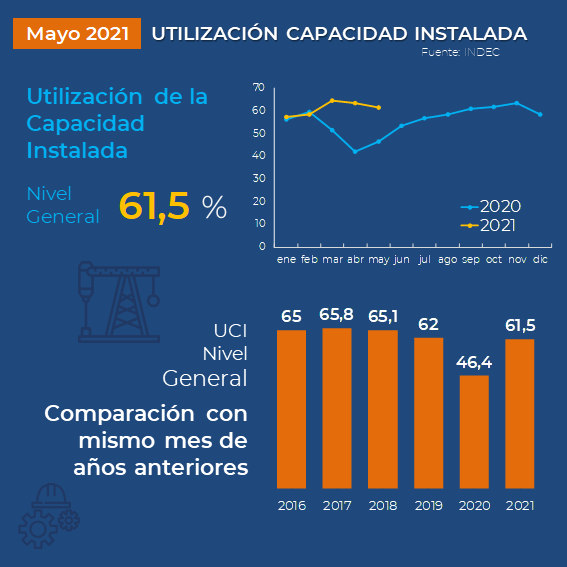 Mayo 2021 UTILIZACIÓN CAPACIDAD INSTALADA
Fuente: INDEC
Utilización de la
Capacidad
Instalada
Nivel
General
61,5 %
70
60
50
40
30
20
10
0
ene feb mar abr may jun jul ago sep oct nov dic
2020
2021
UCI
Nivel
General
Comparación con
mismo mes de
años anteriores
65 65,8 65,1 62 46,4 61,5
2016 2017 2018 2019 2020 2021